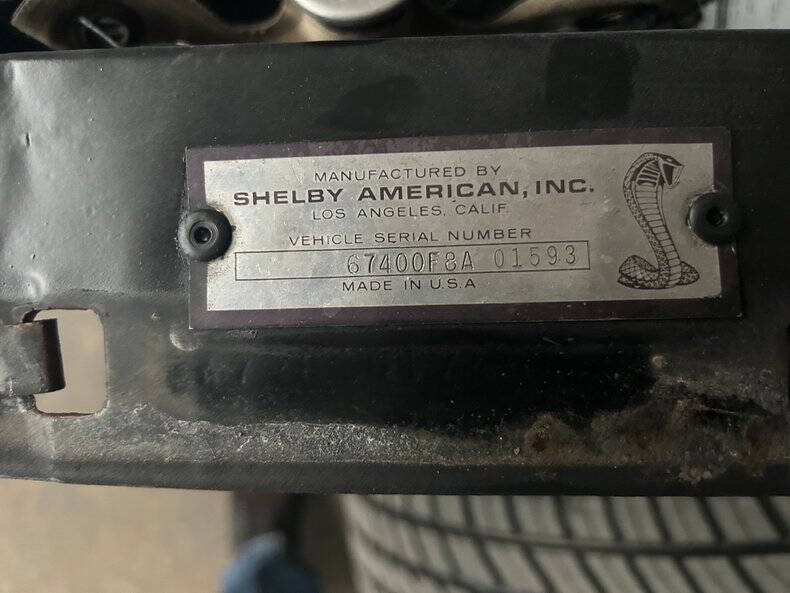 MANUFACTURED BY
SHELBY AMERICAN, INC.
LOS ANGELES, CALIF.
VEHICLE SERIAL NUMBER
67400F8A 01593
MADE IN U.S.A